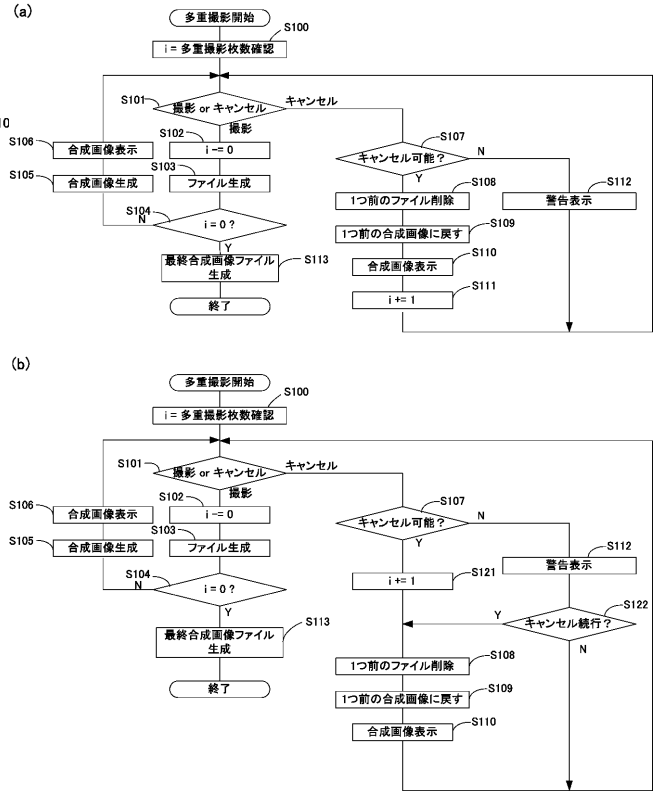 (a)
多重撮影開始
S100
i = 多重撮影枚数確認
S101
撮影 or キャンセル
キャンセル
撮影
10
S106
合成画像表示
S102
i -= 0
S107
キャンセル可能？
N
Y
S105
合成画像生成
S103
ファイル生成
S108
1つ前のファイル削除
S112
警告表示
S104
N
i = 0 ?
Y
S109
1つ前の合成画像に戻す
最終合成画像ファイル
生成
S113
S110
合成画像表示
終了
S111
i += 1
(b)
多重撮影開始
S100
i = 多重撮影枚数確認
S101
撮影 or キャンセル
キャンセル
撮影
S106
合成画像表示
S102
i -= 0
S107
キャンセル可能？
N
Y
S105
合成画像生成
S103
ファイル生成
S112
警告表示
S104
N
i = 0 ?
Y
S121
i += 1
S122
キャンセル続行？
Y
N
最終合成画像ファイル
生成
S113
S108
1つ前のファイル削除
終了
S109
1つ前の合成画像に戻す
S110
合成画像表示